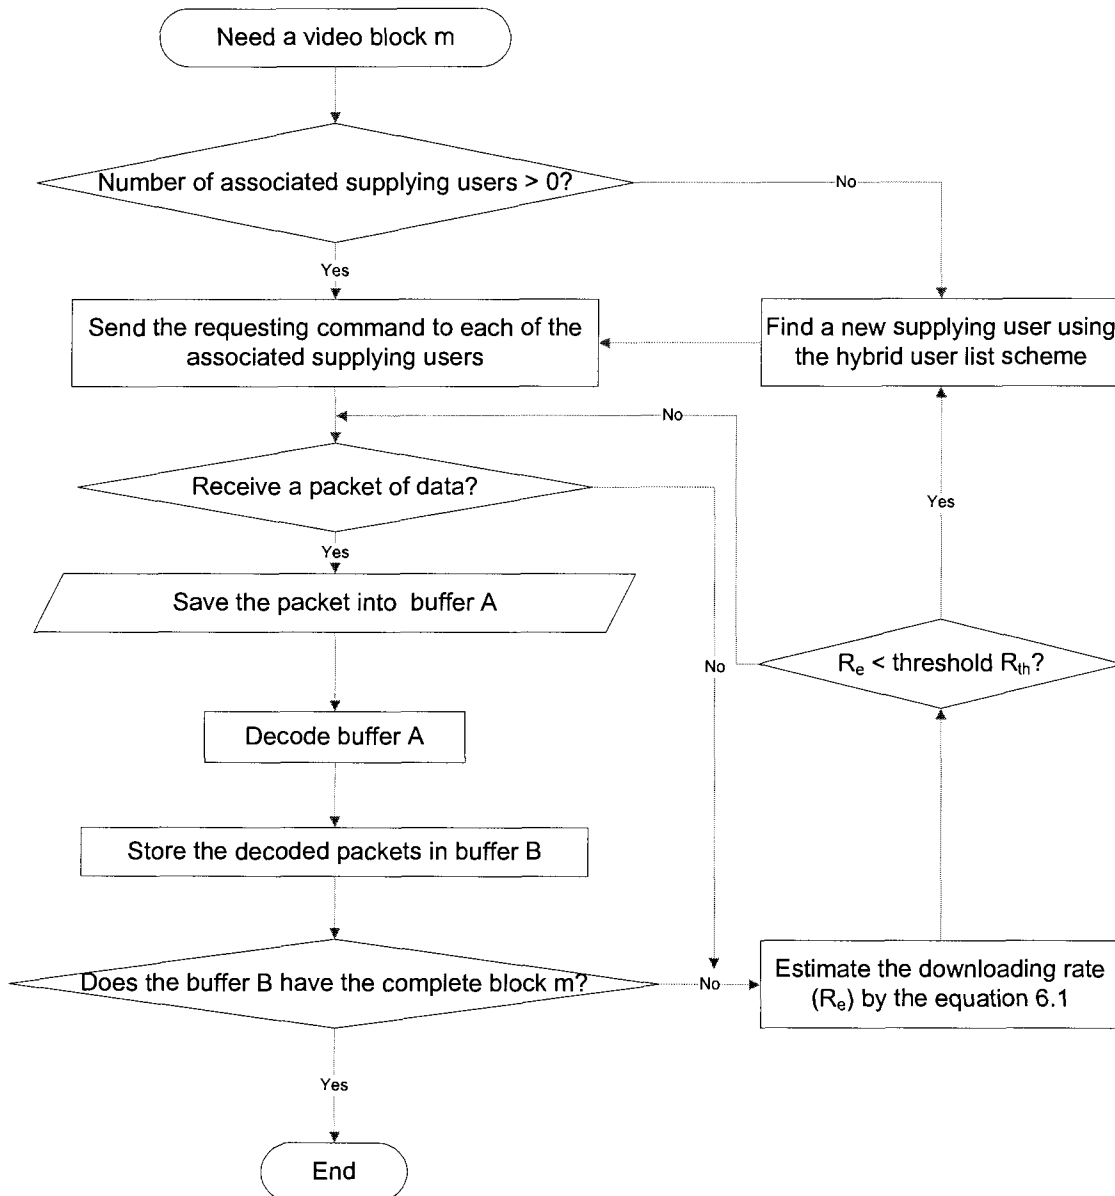 Need a video block m
Number of associated supplying users > 0?
No
Yes
Send the requesting command to each of the
associated supplying users
Find a new supplying user using
the hybrid user list scheme
No
Receive a packet of data?
Yes
Yes
Save the packet into buffer A
No
Rₑ < threshold Rₜₕ?
Decode buffer A
Store the decoded packets in buffer B
Does the buffer B have the complete block m?
No
Estimate the downloading rate
(Rₑ) by the equation 6.1
Yes
End